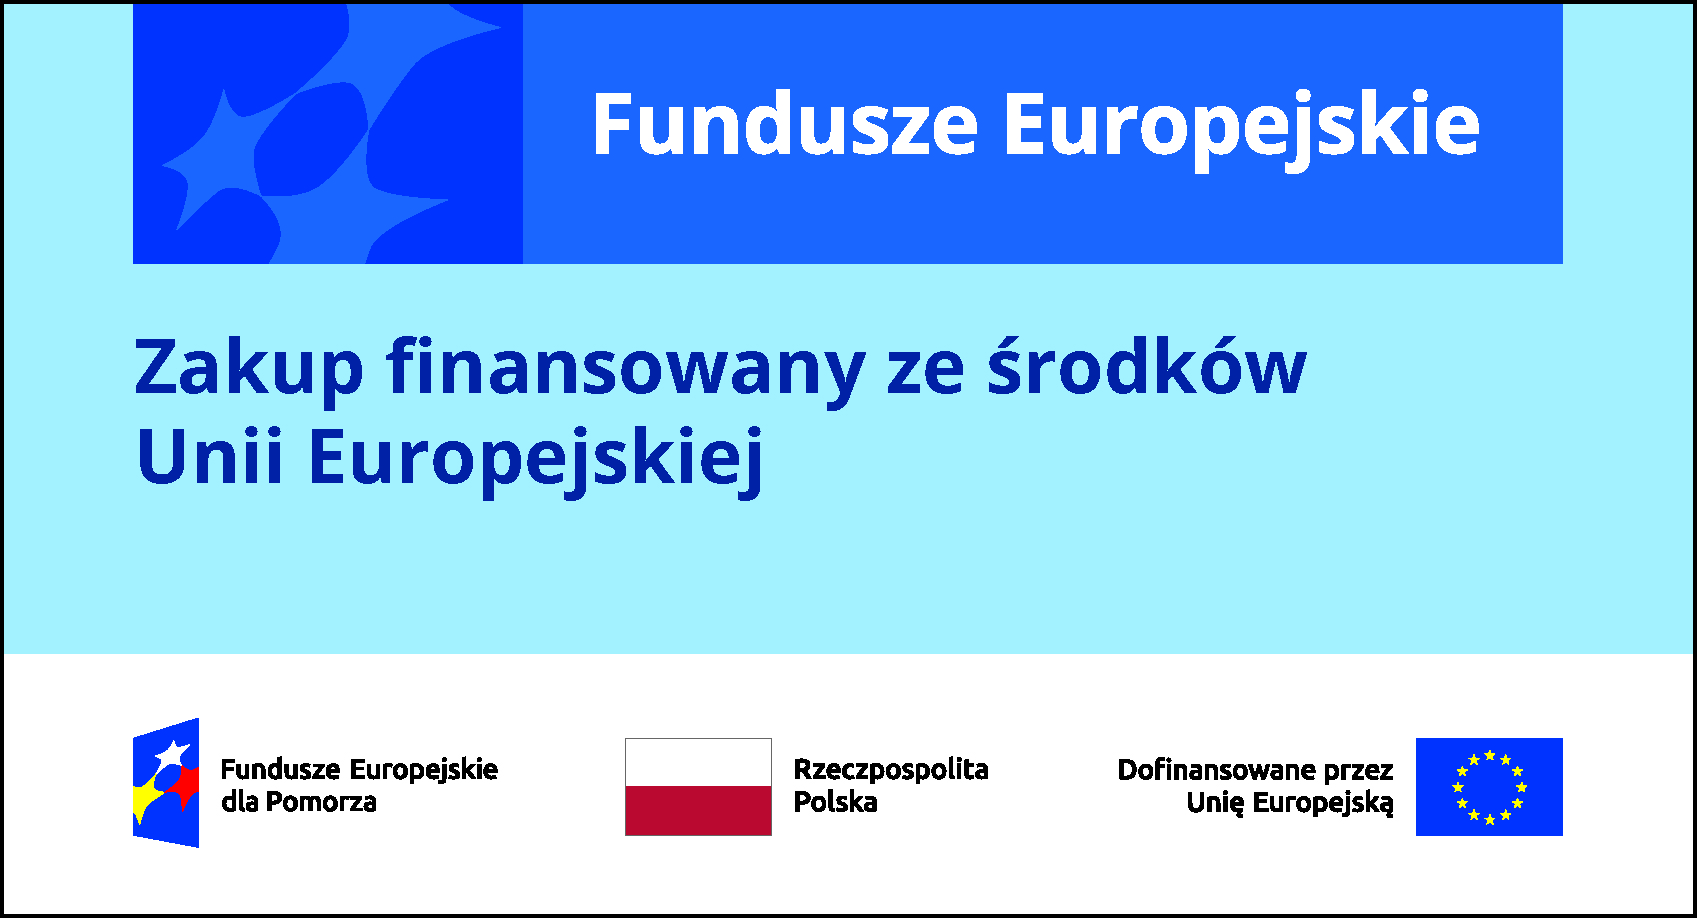 Fundusze Europejskie
Zakup finansowany ze środków
Unii Europejskiej
Fundusze Europejskie
dla Pomorza
Rzeczpospolita
Polska
Dofinansowane przez
Unię Europejską